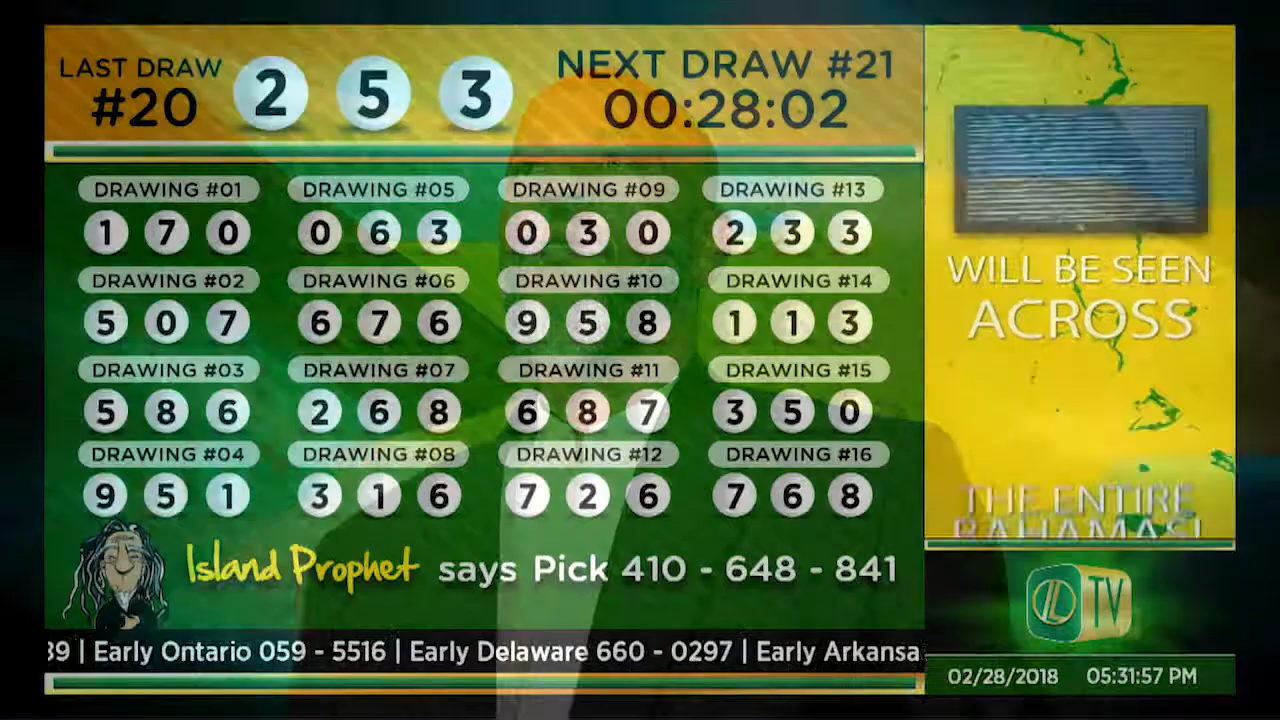 LAST DRAW
#20
2 5 3
NEXT DRAW #21
00:28:02
DRAWING #01
1 7 0
DRAWING #05
0 6 3
DRAWING #09
0 3 0
DRAWING #13
2 3 3
DRAWING #02
5 0 7
DRAWING #06
6 7 6
DRAWING #10
9 5 8
DRAWING #14
1 1 3
DRAWING #03
5 8 6
DRAWING #07
2 6 8
DRAWING #11
6 8 7
DRAWING #15
3 5 0
DRAWING #04
9 5 1
DRAWING #08
3 1 6
DRAWING #12
7 2 6
DRAWING #16
7 6 8
Island Prophet says Pick 410 - 648 - 841
39 | Early Ontario 059 - 5516 | Early Delaware 660 - 0297 | Early Arkansa
WILL BE SEEN
ACROSS
THE ENTIRE
BAHAMAS!
IL TV
02/28/2018 05:31:57 PM